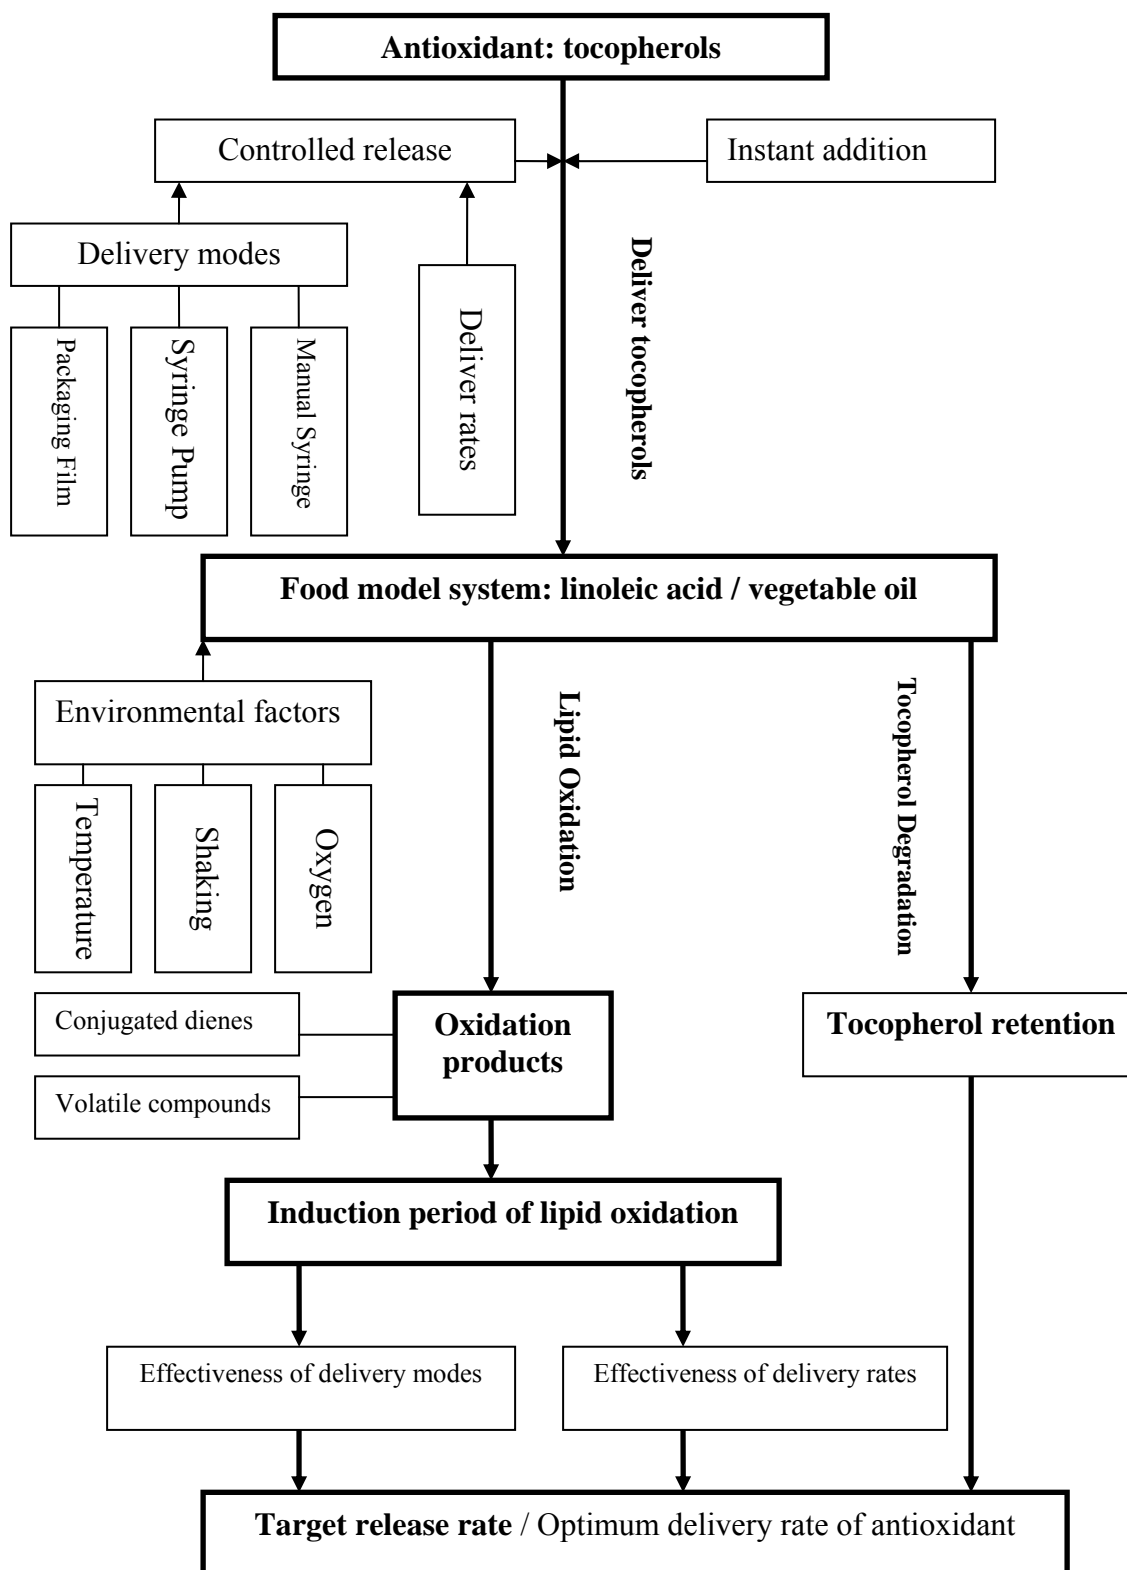 Antioxidant: tocopherols
Controlled release
Instant addition
Delivery modes
Packaging Film
Syringe Pump
Manual Syringe
Deliver rates
Deliver tocopherols
Food model system: linoleic acid / vegetable oil
Environmental factors
Temperature
Shaking
Oxygen
Lipid Oxidation
Tocopherol Degradation
Conjugated dienes
Volatile compounds
Oxidation
products
Tocopherol retention
Induction period of lipid oxidation
Effectiveness of delivery modes
Effectiveness of delivery rates
Target release rate / Optimum delivery rate of antioxidant